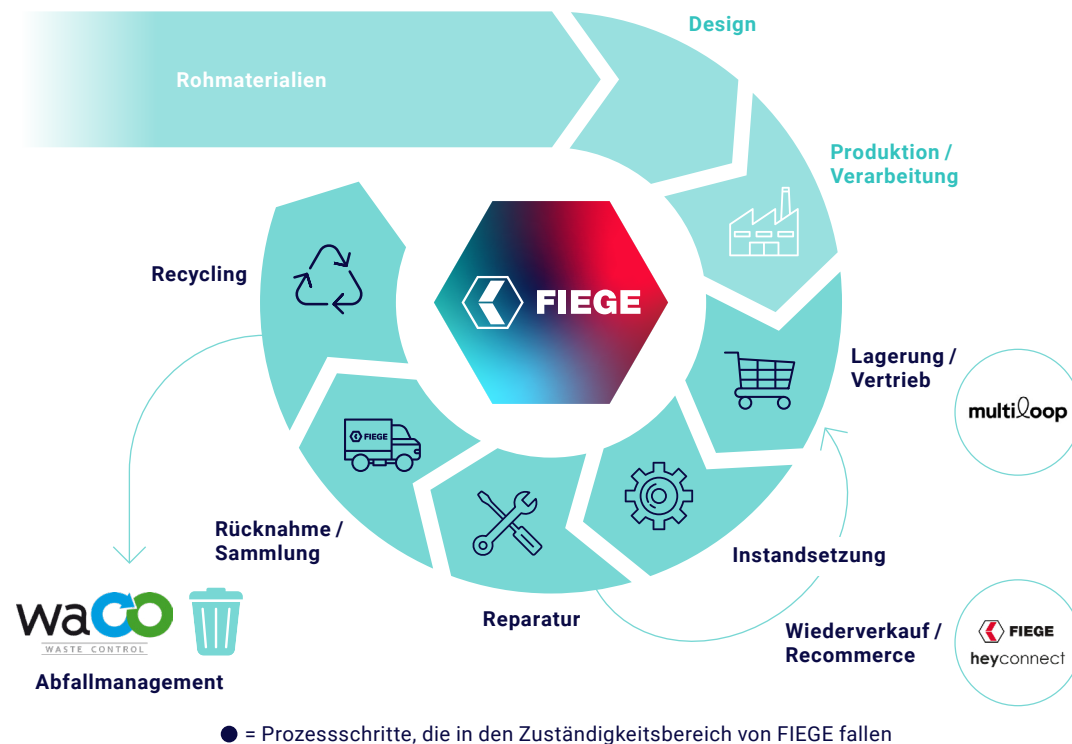 Design
Rohmaterialien
Produktion /
Verarbeitung
Recycling
FIEGE
Lagerung /
Vertrieb
multiloop
FIEGE
Rücknahme /
Sammlung
Instandsetzung
Reparatur
Wiederverkauf /
Recommerce
FIEGE
heyconnect
waco
WASTE CONTROL
Abfallmanagement
= Prozessschritte, die in den Zuständigkeitsbereich von FIEGE fallen